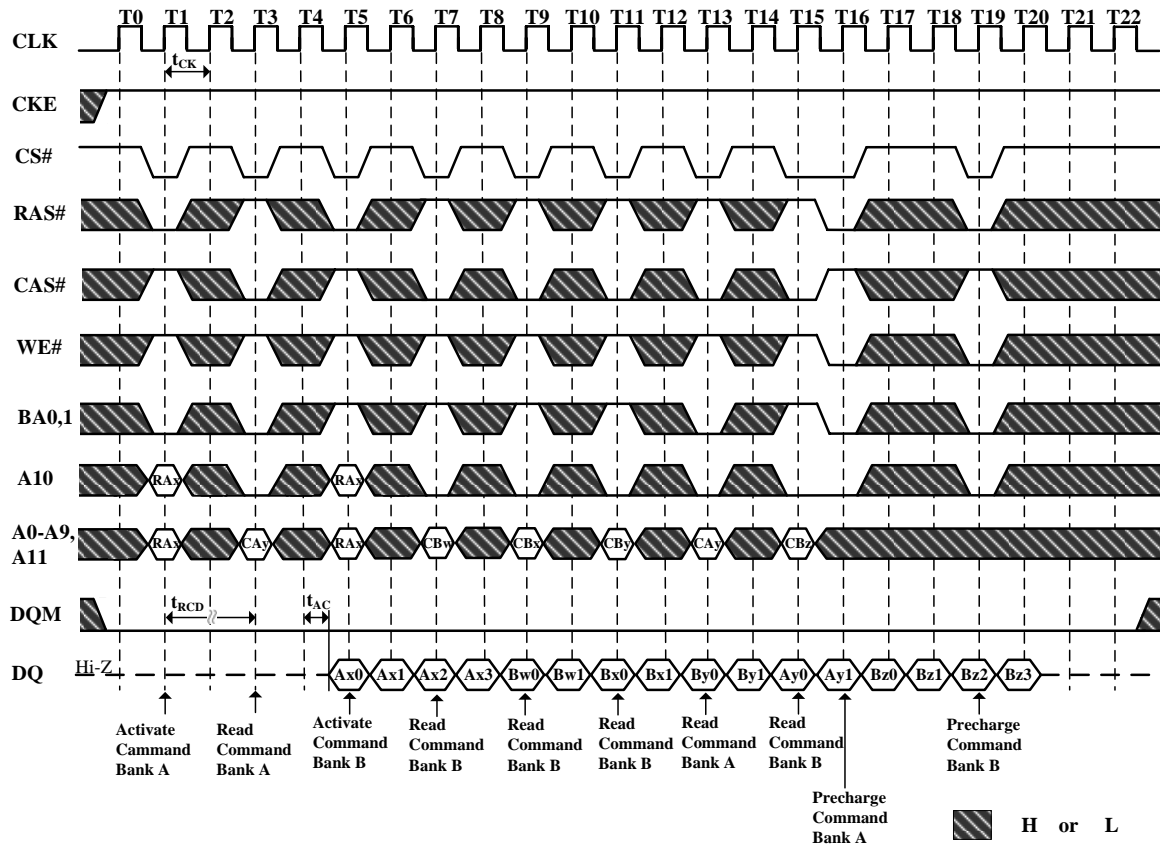 T0 T1 T2 T3 T4 T5 T6 T7 T8 T9 T10 T11 T12 T13 T14 T15 T16 T17 T18 T19 T20 T21 T22
CLK
tCK
CKE
CS#
RAS#
CAS#
WE#
BA0,1
A10 RAx RAx
A0-A9,
A11
RAx CAy RAx CBw CBx CBy CAy CBz
DQM
tRCD tAC
DQ Hi-Z Ax0 Ax1 Ax2 Ax3 Bw0 Bw1 Bx0 Bx1 By0 By1 Ay0 Ay1 Bz0 Bz1 Bz2 Bz3
Activate
Cammand
Bank A
Read
Command
Bank A
Activate
Command
Bank B
Read
Command
Bank B
Read
Command
Bank B
Read
Command
Bank B
Read
Command
Bank A
Read
Command
Bank B
Precharge
Command
Bank A
Precharge
Command
Bank B
H or L